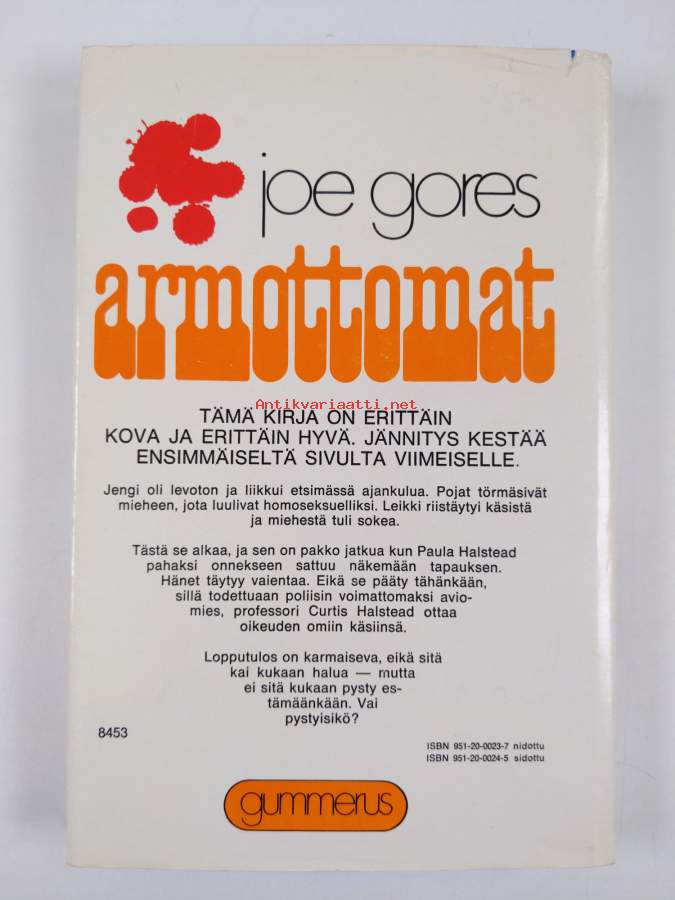 joe gores
armottomat
Antikvariaatti.net
TÄMÄ KIRJA ON ERITTÄIN
KOVA JA ERITTÄIN HYVÄ. JÄNNITYS KESTÄÄ
ENSIMMÄISELTÄ SIVULTA VIIMEISELLE.
Jengi oli levoton ja liikkui etsimässä ajankulua. Pojat törmäsivät
mieheen, jota luulivat homoseksuelliksi. Leikki riistäytyi käsistä
ja miehestä tuli sokea.
Tästä se alkaa, ja sen on pakko jatkua kun Paula Halstead
pahaksi onnekseen sattuu näkemään tapauksen.
Hänet täytyy vaientaa. Eikä se pääty tähänkään,
sillä todettuaan poliisin voimattomaksi avio-
mies, professori Curtis Halstead ottaa
oikeuden omiin käsiinsä.
Lopputulos on karmaiseva, eikä sitä
kai kukaan halua — mutta
ei sitä kukaan pysty es-
tämäänkään. Vai
pystyisikö?
8453
ISBN 951-20-0023-7 nidottu
ISBN 951-20-0024-5 sidottu
gummerus